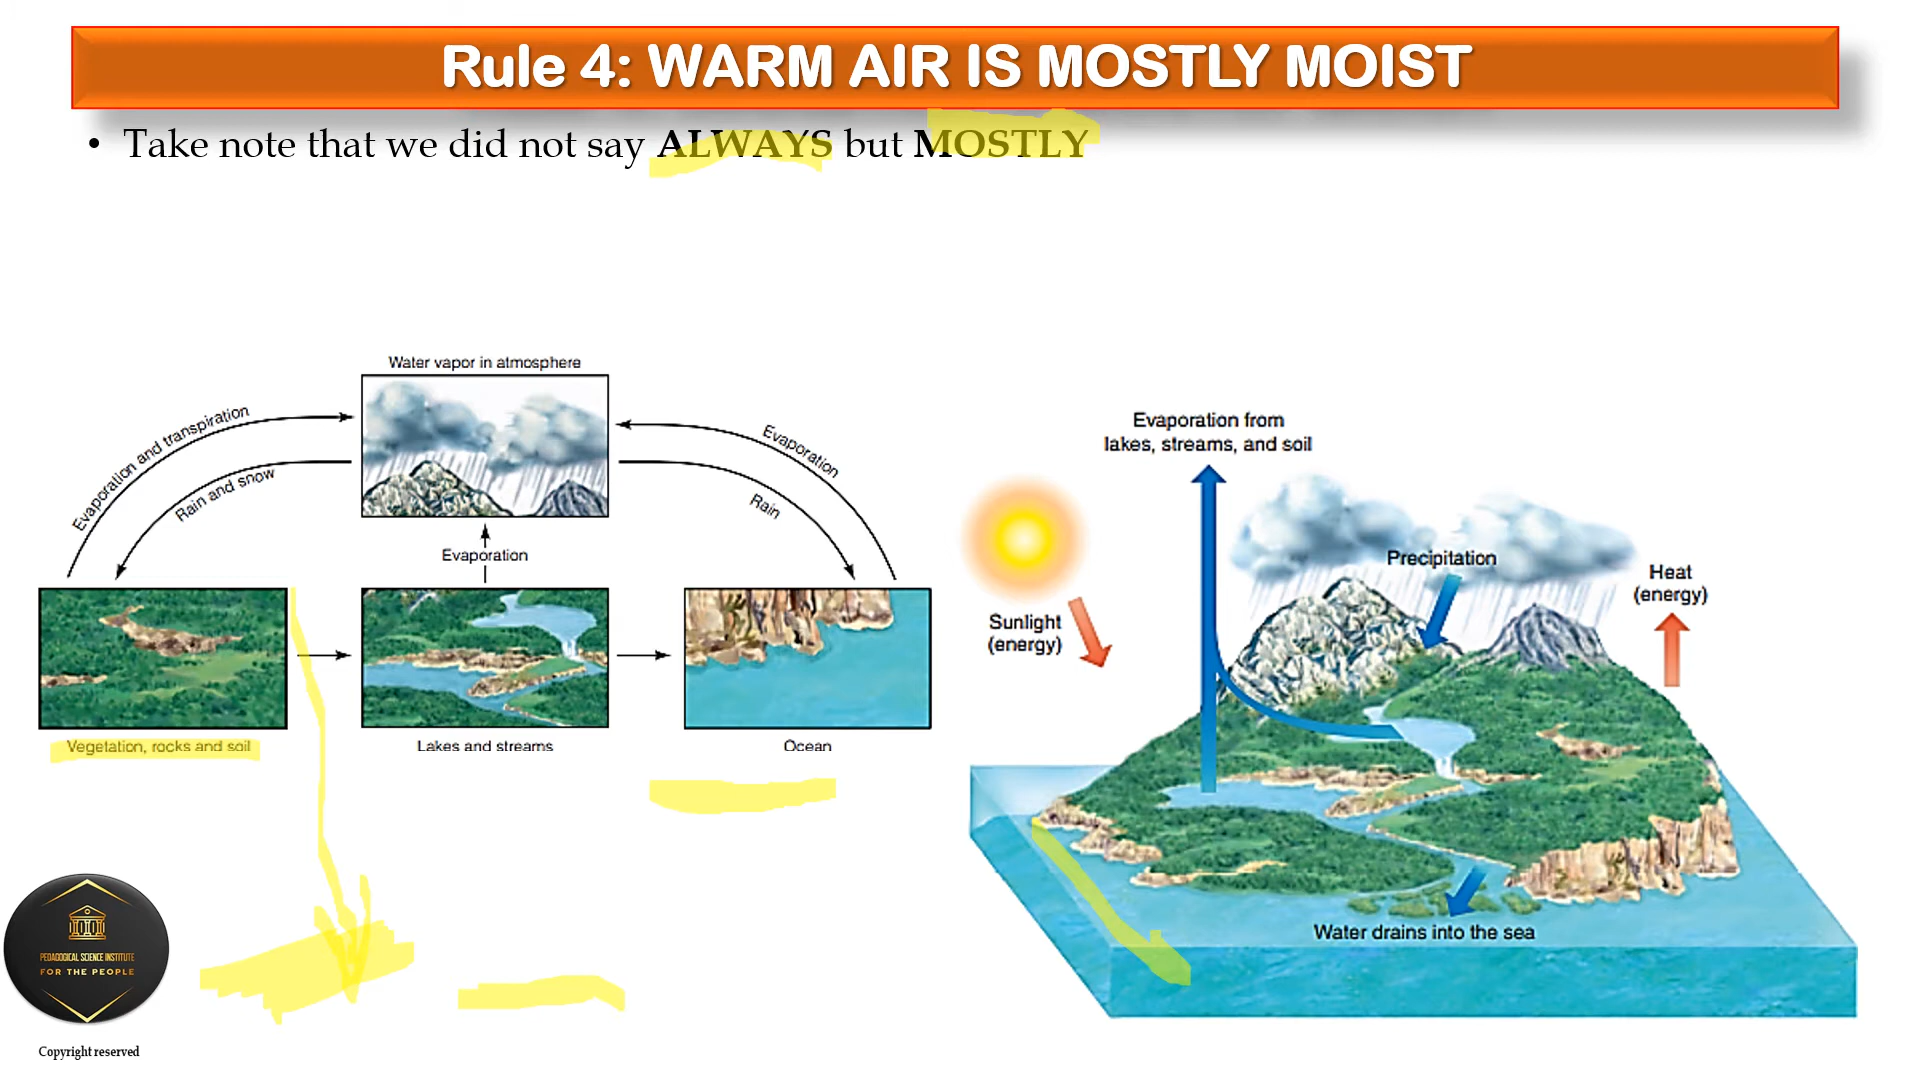 Rule 4: WARM AIR IS MOSTLY MOIST
• Take note that we did not say ALWAYS but MOSTLY
Water vapor in atmosphere
Evaporation and transpiration
Rain and snow
Evaporation
Rain
Evaporation
Vegetation, rocks and soil
Lakes and streams
Ocean
Evaporation from
lakes, streams, and soil
Precipitation
Heat
(energy)
Sunlight
(energy)
Water drains into the sea
PEDAGOGICAL SCIENCE INSTITUTE
FOR THE PEOPLE
Copyright reserved